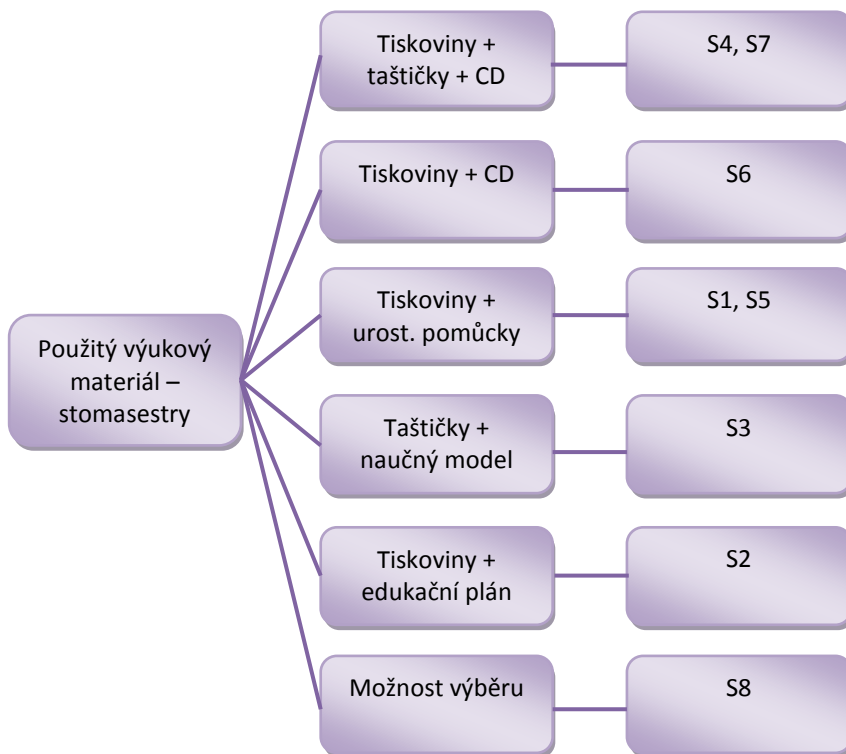 Použitý výukový
materiál –
stomasestry
Tiskoviny +
taštičky + CD
S4, S7
Tiskoviny + CD
S6
Tiskoviny +
urost. pomůcky
S1, S5
Taštičky +
naučný model
S3
Tiskoviny +
edukační plán
S2
Možnost výběru
S8